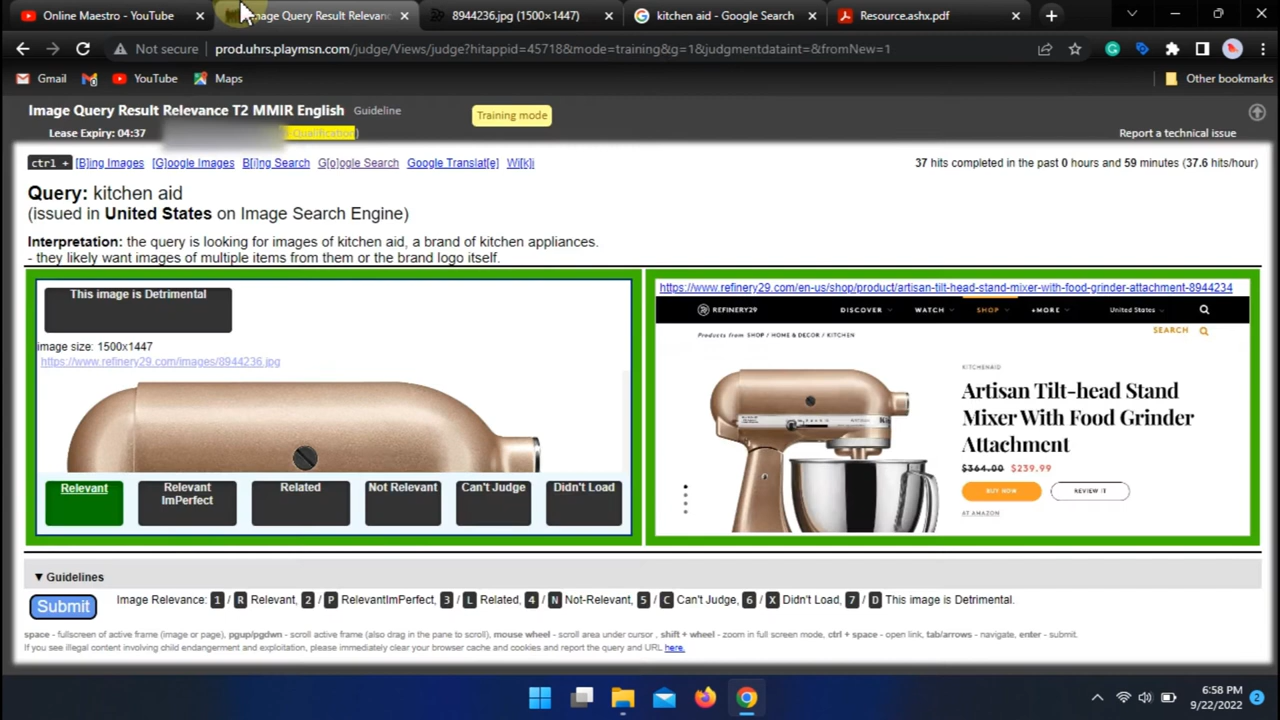 Online Maestro - YouTube
Image Query Result Relevanc
8944236.jpg (1500×1447)
kitchen aid - Google Search
Resource.ashx.pdf
Not secure
prod.uhrs.playmsn.com/judge/Views/judge?hitappid=45718&mode=training&g=1&judgmentdataint=&fromNew=1
Gmail
YouTube
Maps
Other bookmarks
Image Query Result Relevance T2 MMIR English
Guideline
Training mode
Lease Expiry: 04:37
Qualification)
Report a technical issue
ctrl + [B]ing Images [G]oogle Images B[i]ng Search G[o]ogle Search Google Translat[e] Wi[k]i
37 hits completed in the past 0 hours and 59 minutes (37.6 hits/hour)
Query: kitchen aid
(issued in United States on Image Search Engine)
Interpretation: the query is looking for images of kitchen aid, a brand of kitchen appliances.
- they likely want images of multiple items from them or the brand logo itself.
This image is Detrimental
image size: 1500x1447
https://www.refinery29.com/images/8944236.jpg
Relevant
Relevant ImPerfect
Related
Not Relevant
Can't Judge
Didn't Load
https://www.refinery29.com/en-us/shop/product/artisan-tilt-head-stand-mixer-with-food-grinder-attachment-8944234
REFINERY29
DISCOVER
WATCH
SHOP
+MORE
United States
Products from SHOP / HOME & DECOR / KITCHEN
SEARCH
KITCHENAID
Artisan Tilt-head Stand
Mixer With Food Grinder
Attachment
$364.00 $239.99
BUY NOW
REVIEW IT
AT AMAZON
▼ Guidelines
Submit
Image Relevance: 1 / R Relevant, 2 / P RelevantImPerfect, 3 / L Related, 4 / N Not-Relevant, 5 / C Can't Judge, 6 / X Didn't Load, 7 / D This image is Detrimental.
space - fullscreen of active frame (image or page), pgup/pgdwn - scroll active frame (also drag in the pane to scroll), mouse wheel - scroll area under cursor , shift + wheel - zoom in full screen mode, ctrl + space - open link, tab/arrows - navigate, enter - submit.
If you see illegal content involving child endangerment and exploitation, please immediately clear your browser cache and cookies and report the query and URL here.
6:58 PM
9/22/2022
2